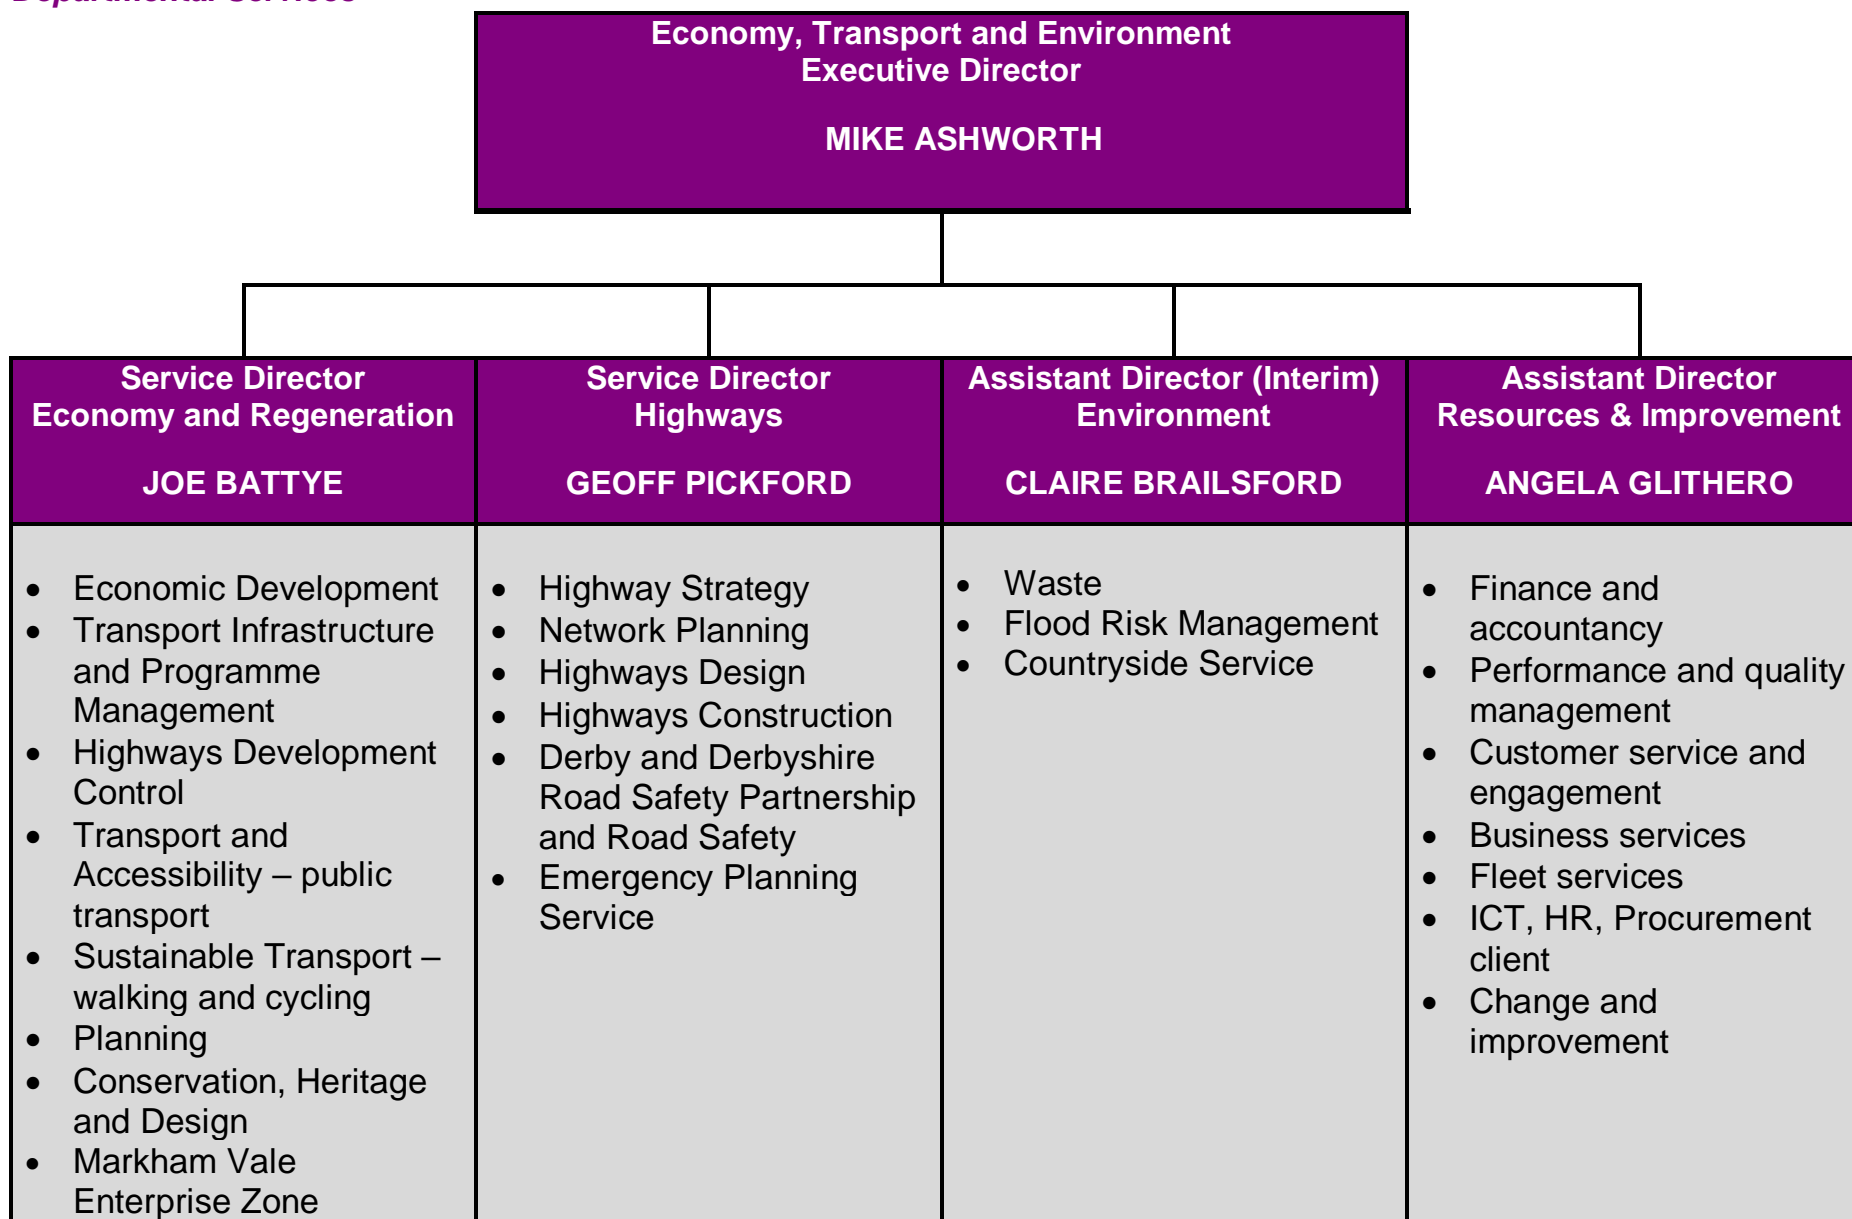 Departmental Services
Economy, Transport and Environment
Executive Director
MIKE ASHWORTH
Service Director
Economy and Regeneration
JOE BATTYE
• Economic Development
• Transport Infrastructure
and Programme
Management
• Highways Development
Control
• Transport and
Accessibility – public
transport
• Sustainable Transport –
walking and cycling
• Planning
• Conservation, Heritage
and Design
• Markham Vale
Enterprise Zone
Service Director
Highways
GEOFF PICKFORD
• Highway Strategy
• Network Planning
• Highways Design
• Highways Construction
• Derby and Derbyshire
Road Safety Partnership
and Road Safety
• Emergency Planning
Service
Assistant Director (Interim)
Environment
CLAIRE BRAILSFORD
• Waste
• Flood Risk Management
• Countryside Service
Assistant Director
Resources & Improvement
ANGELA GLITHERO
• Finance and
accountancy
• Performance and quality
management
• Customer service and
engagement
• Business services
• Fleet services
• ICT, HR, Procurement
client
• Change and
improvement